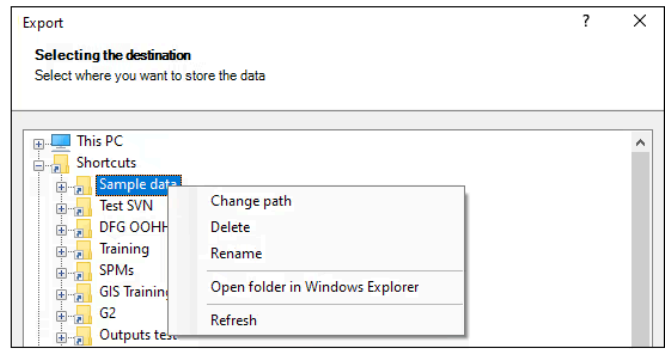 Export ?
Selecting the destination
Select where you want to store the data
This PC
Shortcuts
Sample data
Test SVN
DFG OOHH
Training
SPMs
GIS Training
G2
Outputs test
Change path
Delete
Rename
Open folder in Windows Explorer
Refresh